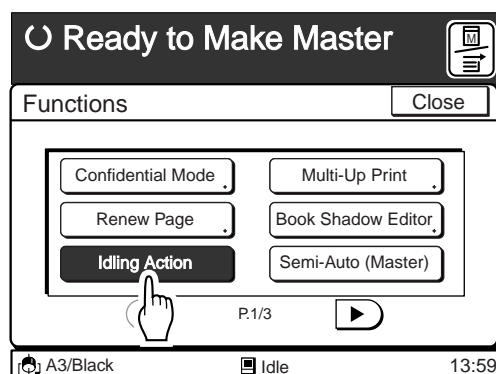 Ready to Make Master
M
Functions
Close
Confidential Mode
Multi-Up Print
Renew Page
Book Shadow Editor
Idling Action
Semi-Auto (Master)
P.1/3
A3/Black
Idle
13:59